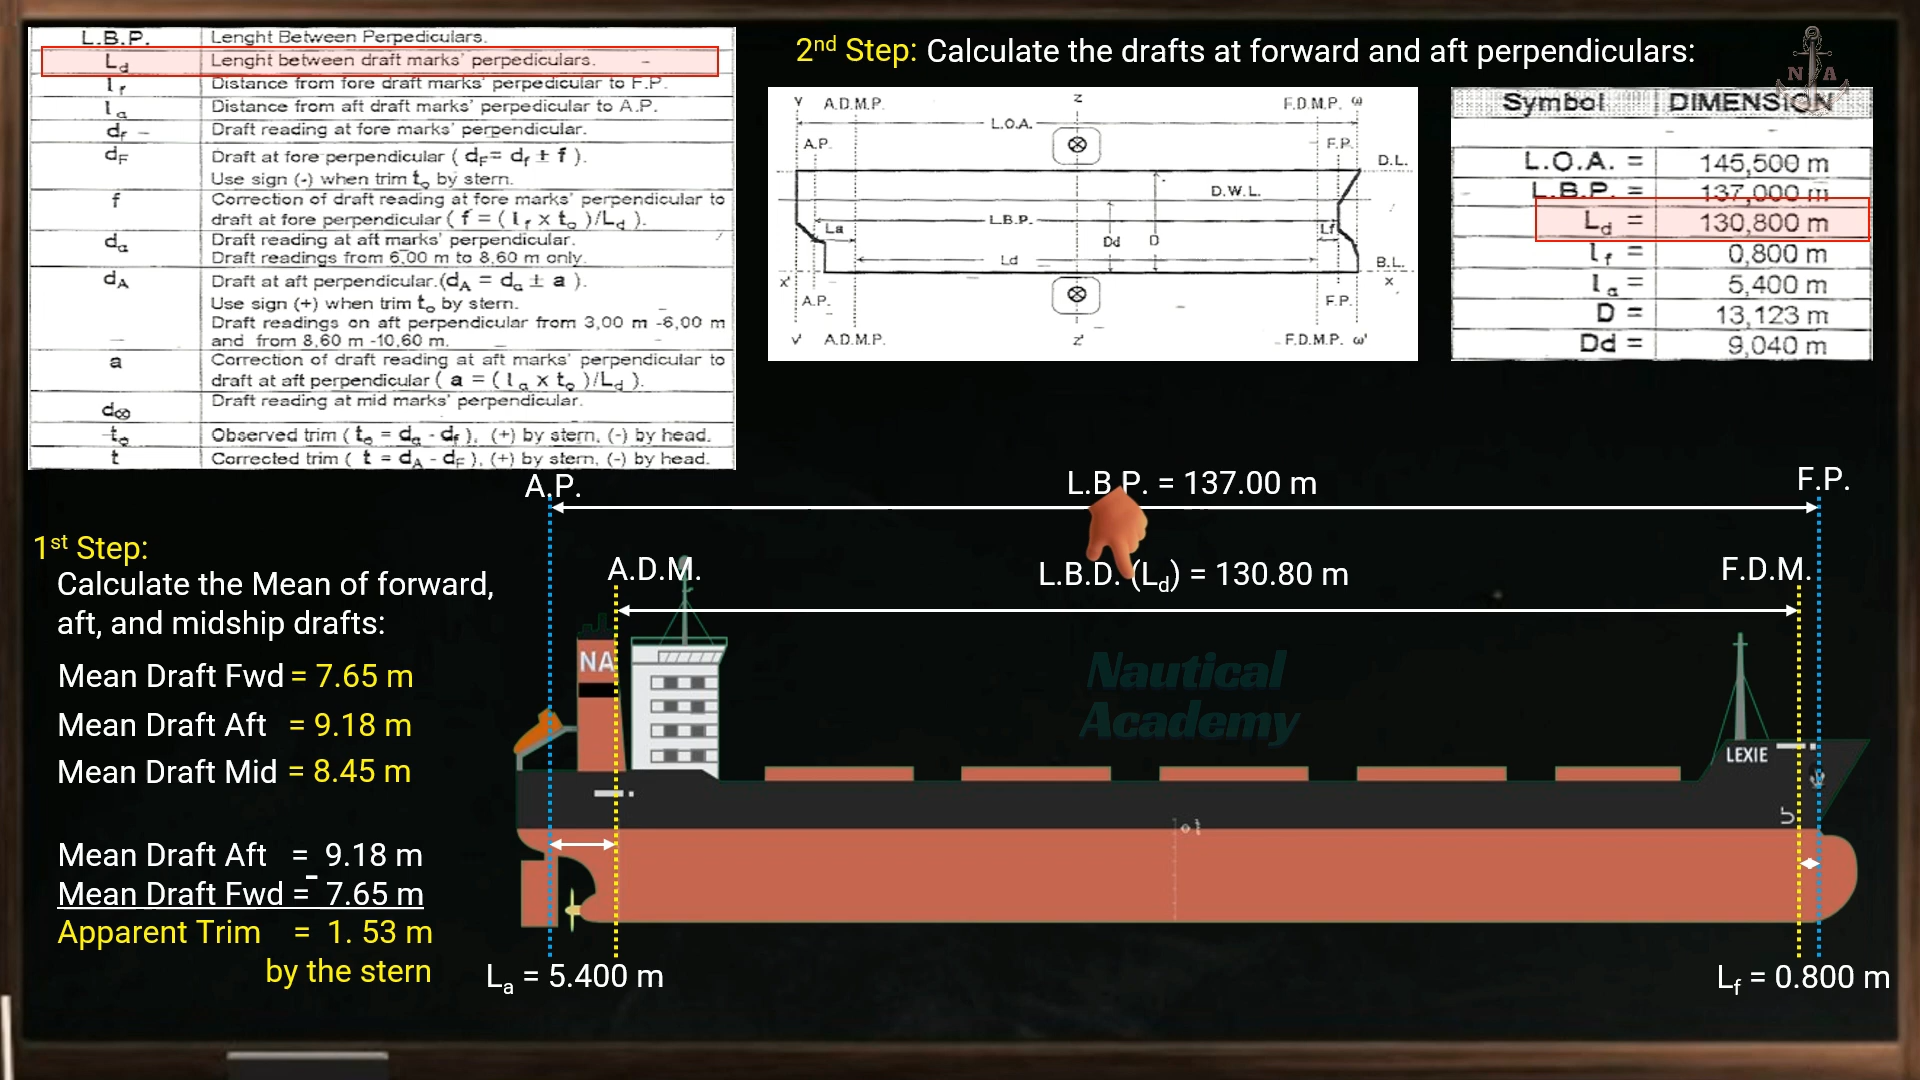 L.B.P. Lenght Between Perpediculars.
Ld Lenght between draft marks' perpediculars.
lf Distance from fore draft marks' perpedicular to F.P.
la Distance from aft draft marks' perpedicular to A.P.
df Draft reading at fore marks' perpendicular.
dF Draft at fore perpendicular ( dF= df ± f ).
Use sign (-) when trim to by stern.
f Correction of draft reading at fore marks' perpendicular to
draft at fore perpendicular ( f = ( lf x to )/Ld ).
da Draft reading at aft marks' perpendicular.
Draft readings from 6,00 m to 8,60 m only.
dA Draft at aft perpendicular.(dA = da ± a ).
Use sign (+) when trim to by stern.
Draft readings on aft perpendicular from 3,00 m -6,00 m
and from 8,60 m -10,60 m.
a Correction of draft reading at aft marks' perpendicular to
draft at aft perpendicular ( a = ( la x to )/Ld ).
d⊗ Draft reading at mid marks' perpendicular.
to Observed trim ( to = da - df ), (+) by stern, (-) by head.
t Corrected trim ( t = dA - dF ), (+) by stern, (-) by head.
2nd Step: Calculate the drafts at forward and aft perpendiculars:
N A
Y A.D.M.P. Z F.D.M.P. ω
L.O.A.
A.P. ⊗ F.P.
D.L.
D.W.L.
L.B.P.
La Lf
Dd D
Ld B.L.
x' x
A.P. ⊗ F.P.
v' A.D.M.P. z' F.D.M.P. ω'
Symbol DIMENSION
L.O.A. = 145,500 m
L.B.P. = 137,000 m
Ld = 130,800 m
lf = 0,800 m
la = 5,400 m
D = 13,123 m
Dd = 9,040 m
A.P. L.B.P. = 137.00 m F.P.
A.D.M. L.B.D. (Ld) = 130.80 m F.D.M.
1st Step:
Calculate the Mean of forward,
aft, and midship drafts:
Mean Draft Fwd = 7.65 m
Mean Draft Aft = 9.18 m
Mean Draft Mid = 8.45 m
Mean Draft Aft = 9.18 m
-
Mean Draft Fwd = 7.65 m
Apparent Trim = 1. 53 m
by the stern
NA
Nautical
Academy
LEXIE
La = 5.400 m
Lf = 0.800 m